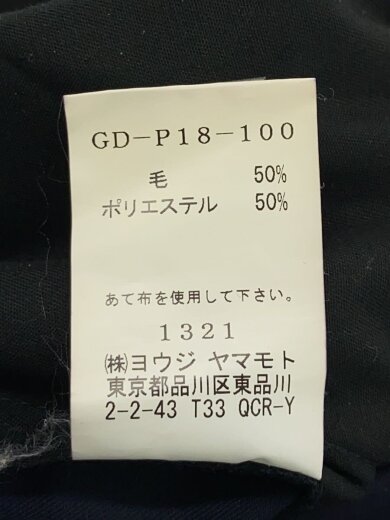 GD-P18-100
毛 50%
ポリエステル 50%
あて布を使用して下さい。
1321
㈱ヨウジ ヤマモト
東京都品川区東品川
2-2-43 T33 QCR-Y